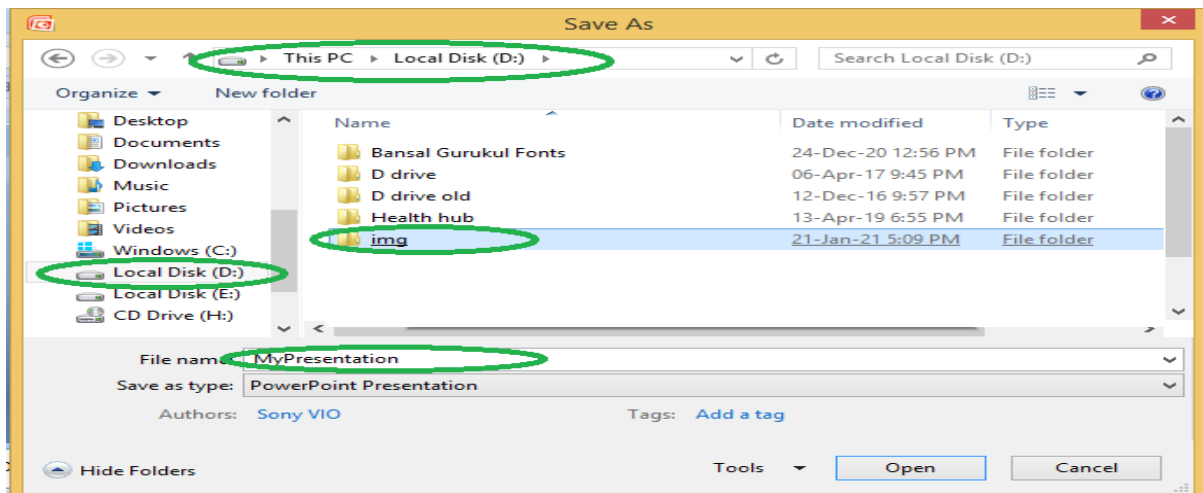 Save As
This PC Local Disk (D:) Search Local Disk (D:)
Organize New folder
Name Date modified Type
Desktop
Documents
Downloads
Music
Pictures
Videos
Windows (C:)
Local Disk (D:)
Local Disk (E:)
CD Drive (H:)
Bansal Gurukul Fonts 24-Dec-20 12:56 PM File folder
D drive 06-Apr-17 9:45 PM File folder
D drive old 12-Dec-16 9:57 PM File folder
Health hub 13-Apr-19 6:55 PM File folder
img 21-Jan-21 5:09 PM File folder
File name: MyPresentation
Save as type: PowerPoint Presentation
Authors: Sony VIO Tags: Add a tag
Hide Folders Tools Open Cancel